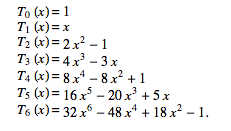 T₀ (x) = 1
T₁ (x) = x
T₂ (x) = 2 x² – 1
T₃ (x) = 4 x³ – 3 x
T₄ (x) = 8 x⁴ – 8 x² + 1
T₅ (x) = 16 x⁵ – 20 x³ + 5 x
T₆ (x) = 32 x⁶ – 48 x⁴ + 18 x² – 1.